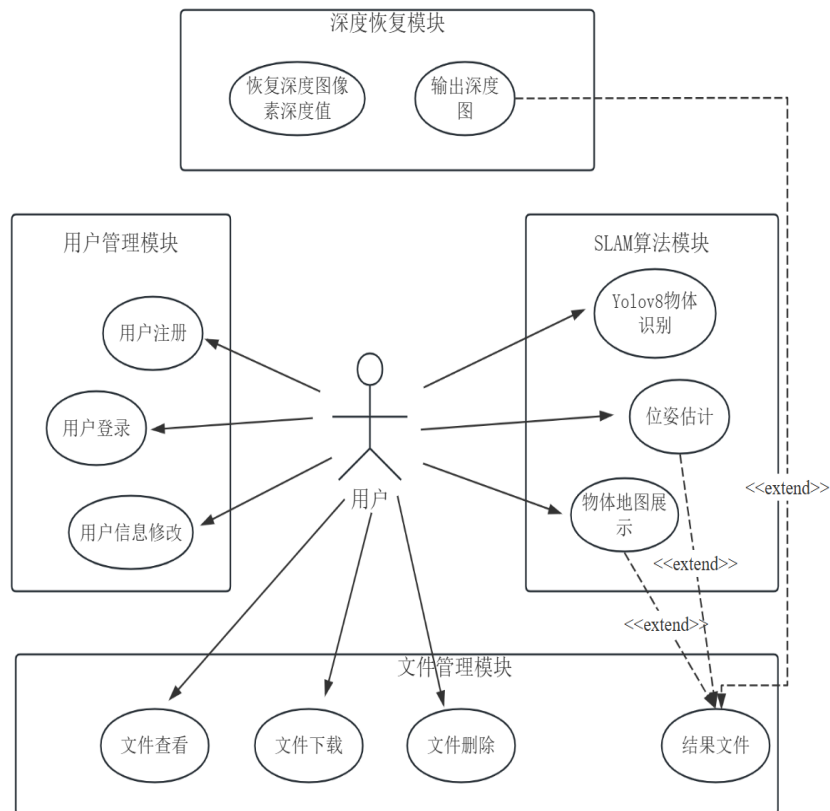 深度恢复模块
恢复深度图像
素深度值
输出深度
图
用户管理模块
用户注册
用户登录
用户信息修改
用户
SLAM算法模块
Yolov8物体
识别
位姿估计
物体地图展
示
<<extend>>
<<extend>>
<<extend>>
文件管理模块
文件查看
文件下载
文件删除
结果文件